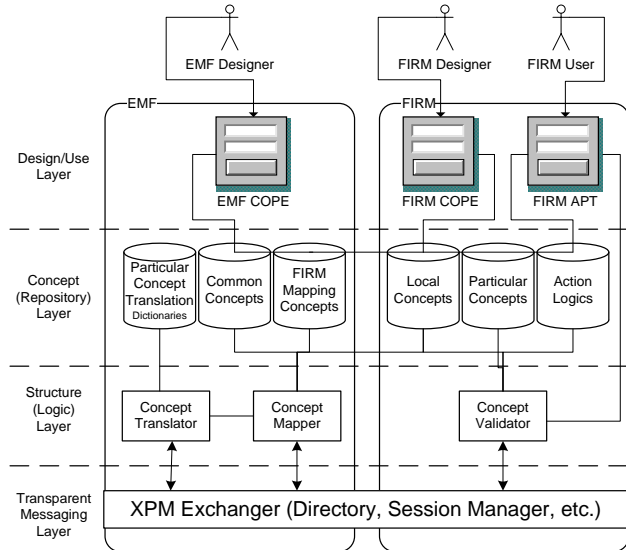 EMF Designer
FIRM Designer
FIRM User
EMF
FIRM
Design/Use
Layer
EMF COPE
FIRM COPE
FIRM APT
Concept
(Repository)
Layer
Particular
Concept
Translation
Dictionaries
Common
Concepts
FIRM
Mapping
Concepts
Local
Concepts
Particular
Concepts
Action
Logics
Structure
(Logic)
Layer
Concept
Translator
Concept
Mapper
Concept
Validator
Transparent
Messaging
Layer
XPM Exchanger (Directory, Session Manager, etc.)